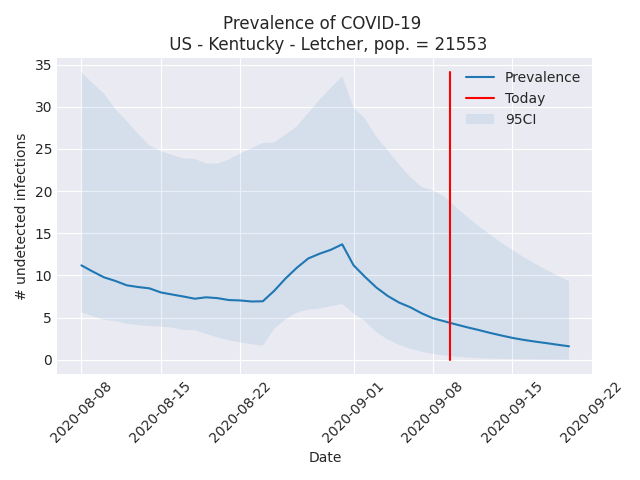 Prevalence of COVID-19
US - Kentucky - Letcher, pop. = 21553
35
30
25
20
15
10
5
0
# undetected infections
Prevalence
Today
95CI
2020-08-08
2020-08-15
2020-08-22
2020-09-01
2020-09-08
2020-09-15
2020-09-22
Date